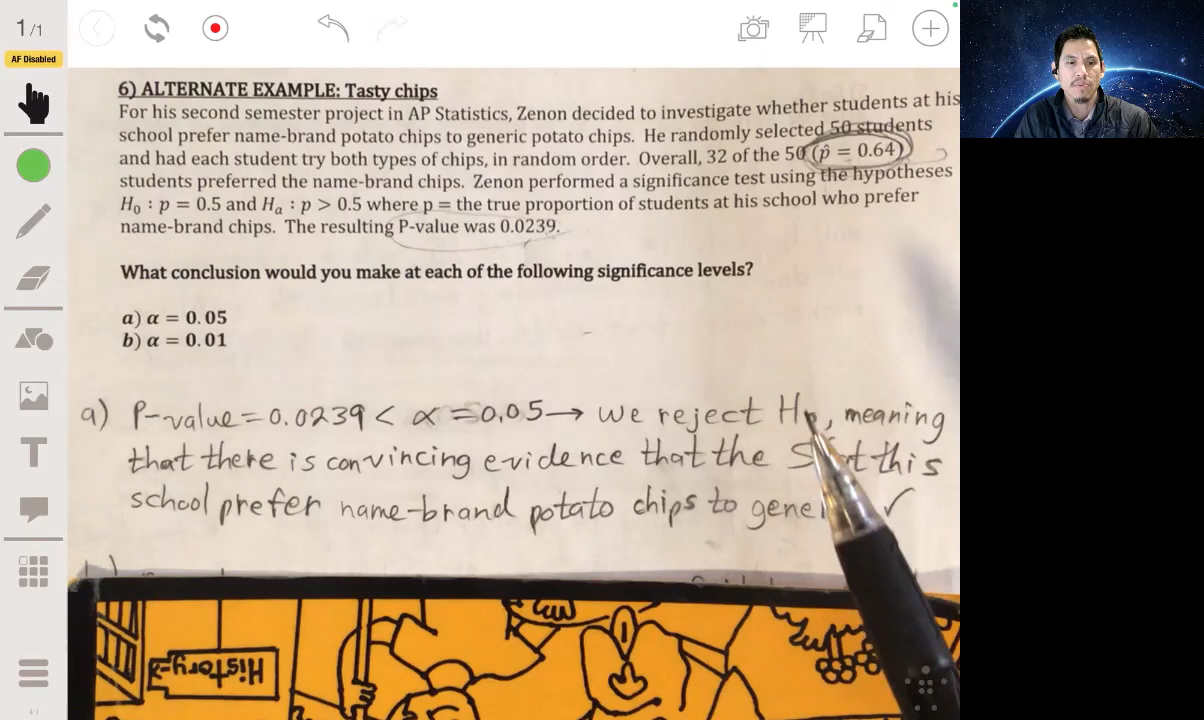 1/1
AF Disabled
6) ALTERNATE EXAMPLE: Tasty chips
For his second semester project in AP Statistics, Zenon decided to investigate whether students at his
school prefer name-brand potato chips to generic potato chips. He randomly selected 50 students
and had each student try both types of chips, in random order. Overall, 32 of the 50 (p̂ = 0.64)
students preferred the name-brand chips. Zenon performed a significance test using the hypotheses
H₀ : p = 0.5 and Hₐ : p > 0.5 where p = the true proportion of students at his school who prefer
name-brand chips. The resulting P-value was 0.0239.
What conclusion would you make at each of the following significance levels?
a) α = 0.05
b) α = 0.01
a) P-value = 0.0239 < α = 0.05 → we reject H, meaning
that there is convincing evidence that the this
school prefer name-brand potato chips to
History